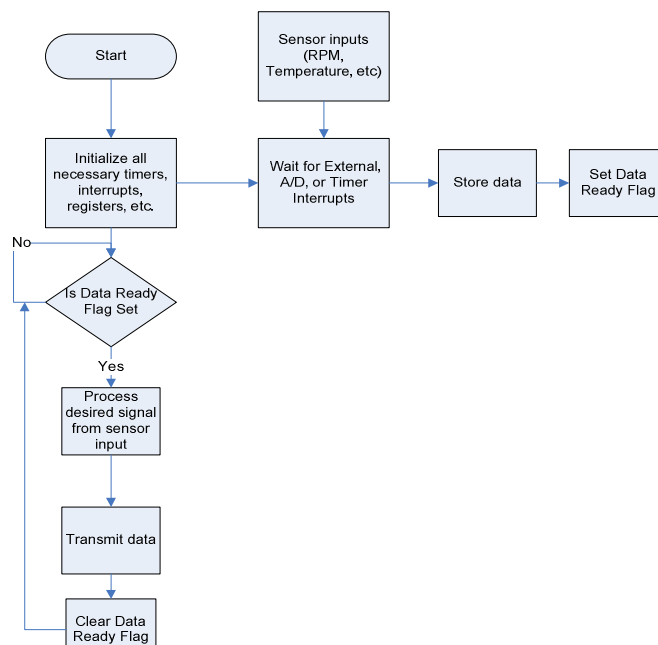 Start
Sensor inputs
(RPM,
Temperature, etc)
Initialize all
necessary timers,
interrupts,
registers, etc.
Wait for External,
A/D, or Timer
Interrupts
Store data
Set Data
Ready Flag
No
Is Data Ready
Flag Set
Yes
Process
desired signal
from sensor
input
Transmit data
Clear Data
Ready Flag